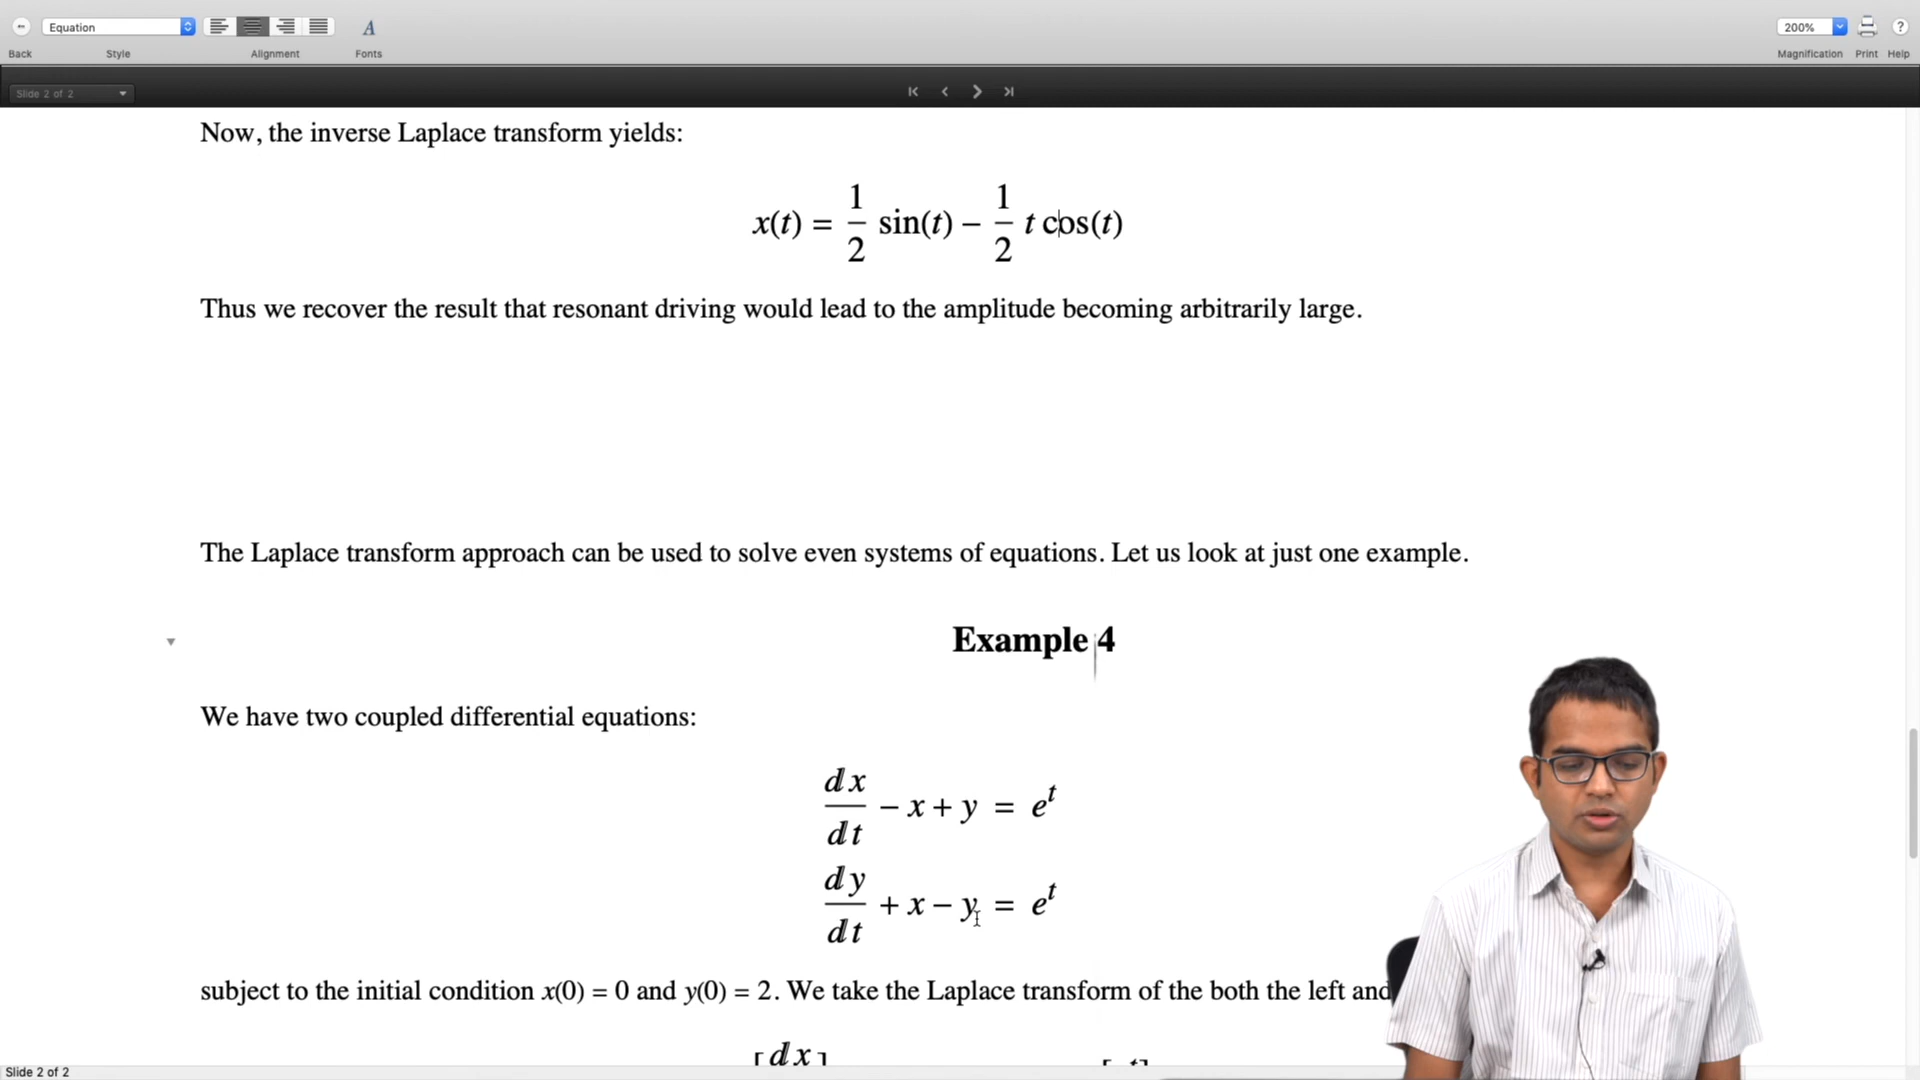 Equation
200%
Back
Style
Alignment
Fonts
Magnification
Print
Help
Slide 2 of 2
Now, the inverse Laplace transform yields:
x(t) = 1/2 sin(t) − 1/2 t cos(t)
Thus we recover the result that resonant driving would lead to the amplitude becoming arbitrarily large.
The Laplace transform approach can be used to solve even systems of equations. Let us look at just one example.
Example 4
We have two coupled differential equations:
dx/dt − x + y = e^t
dy/dt + x − y = e^t
subject to the initial condition x(0) = 0 and y(0) = 2. We take the Laplace transform of the both the left and
[dx]
Slide 2 of 2